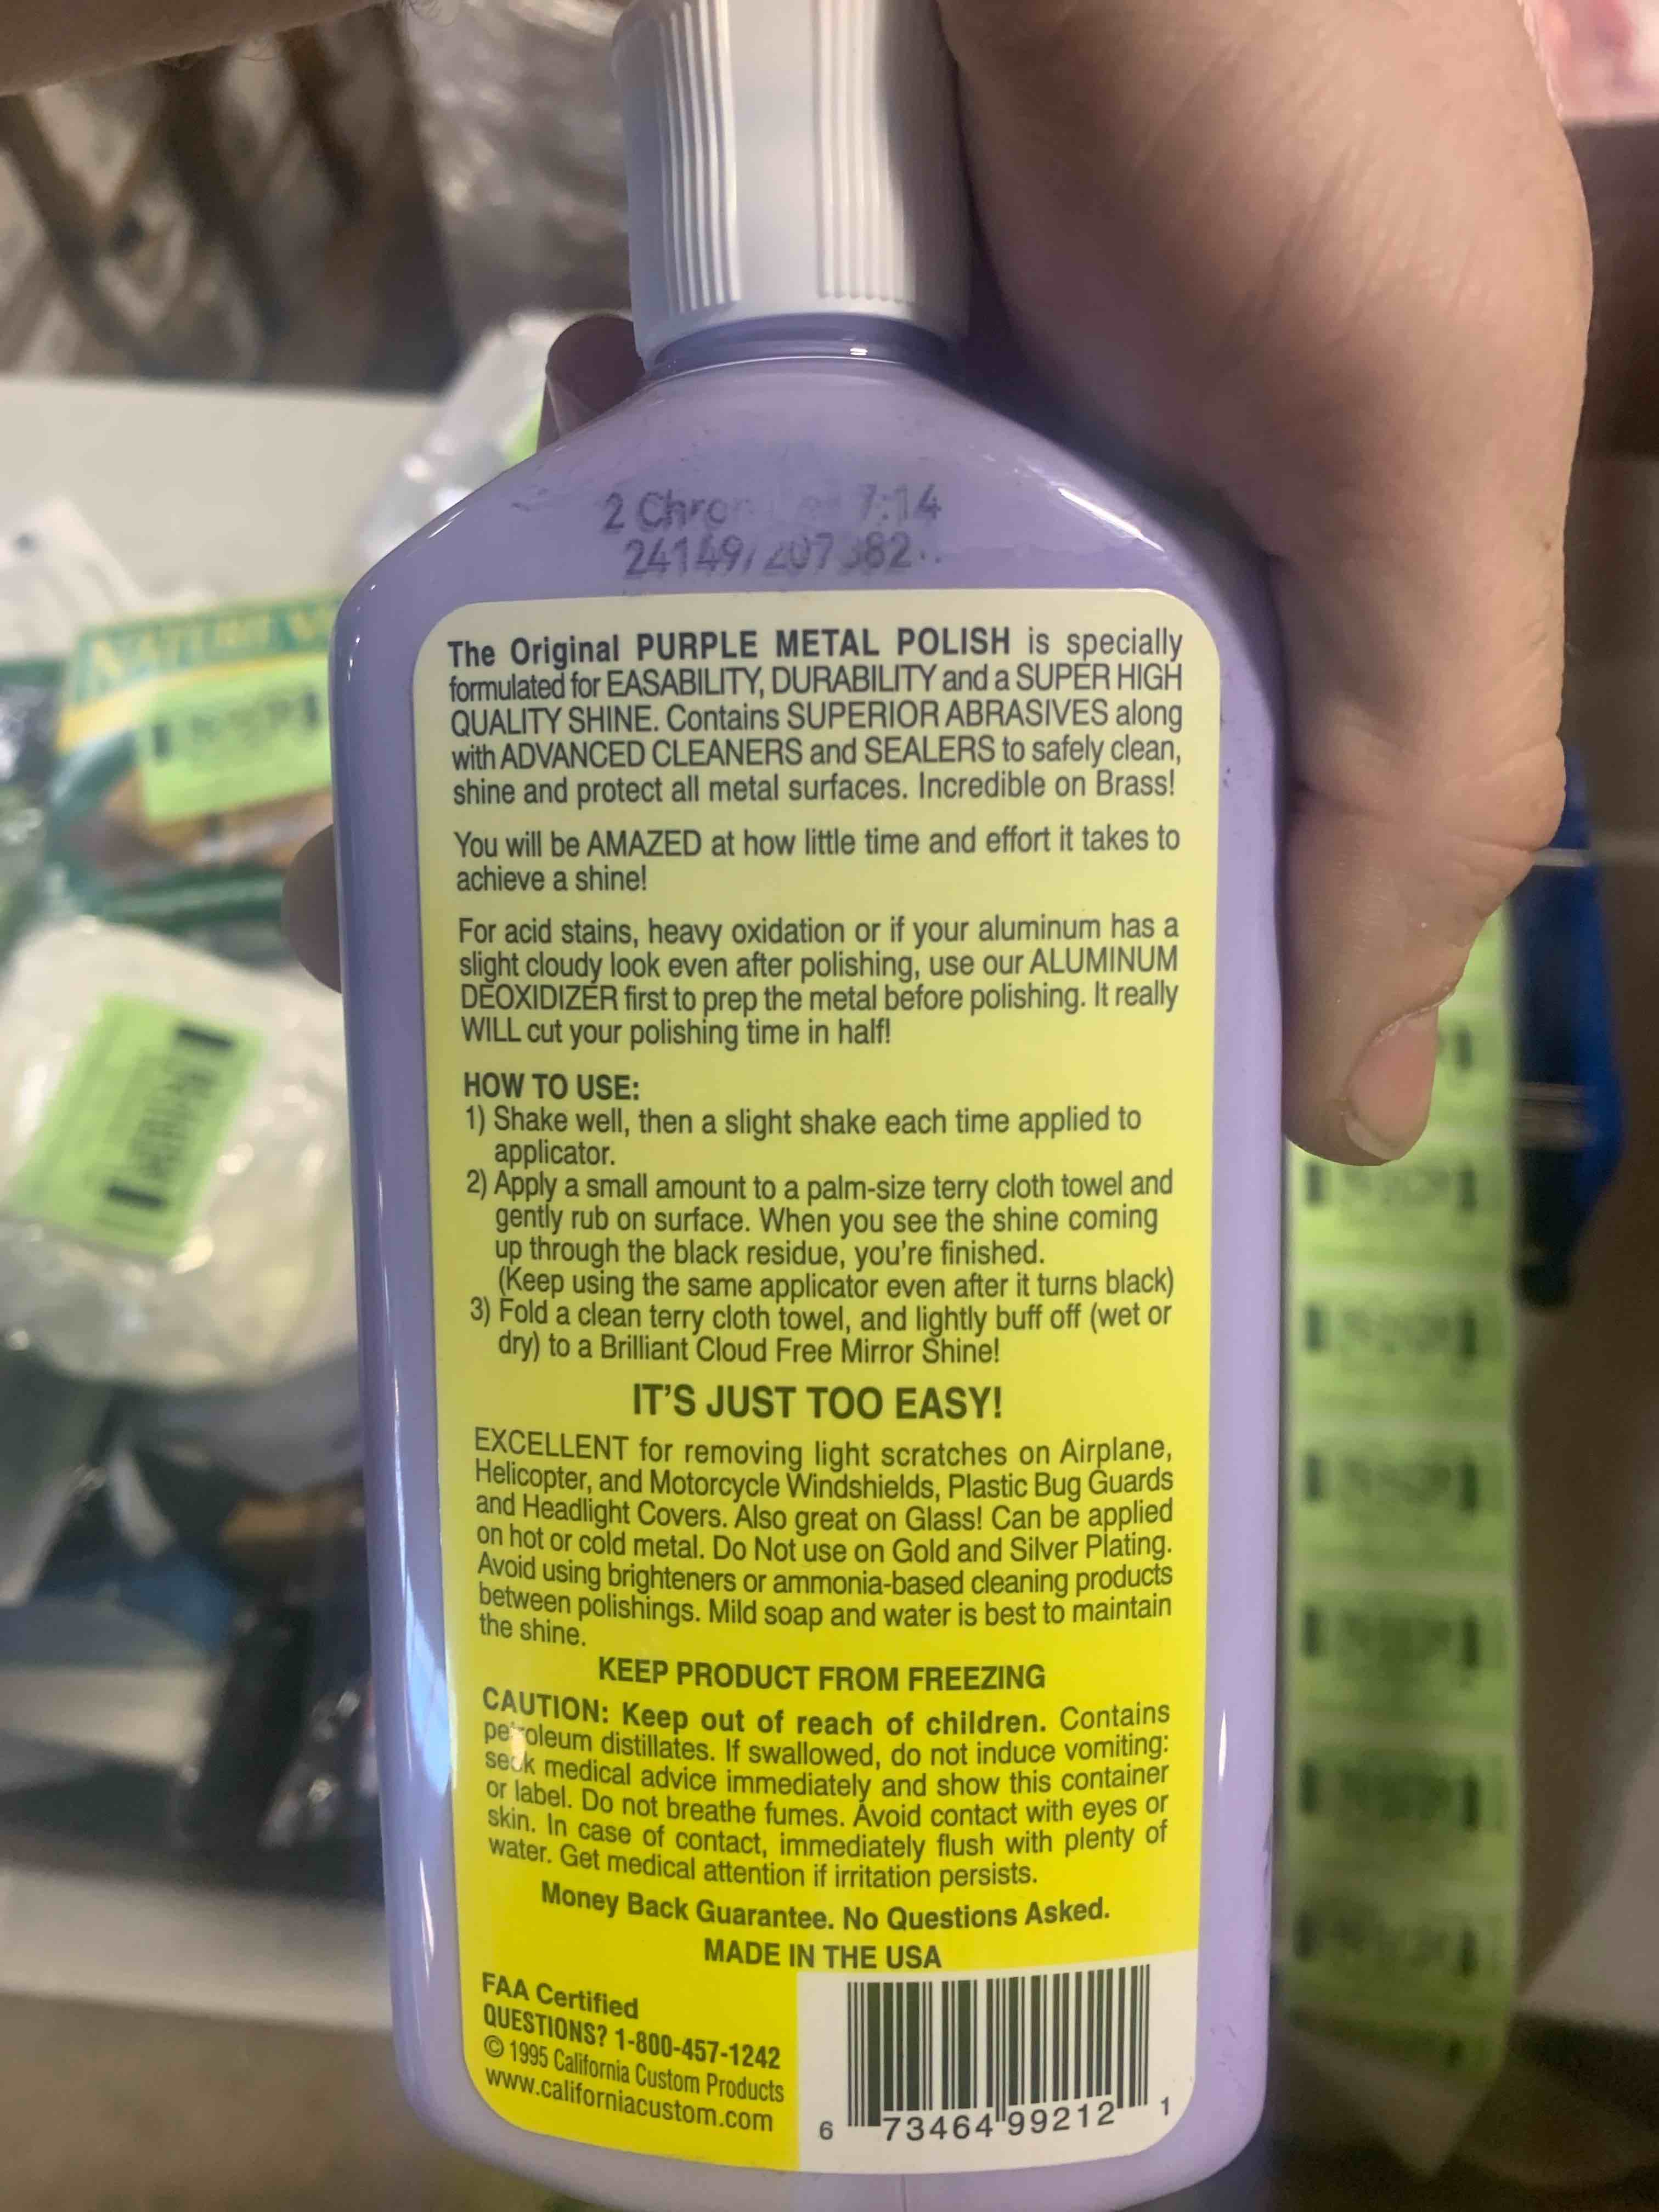 2 Chro 7:14
24149/207382
The Original PURPLE METAL POLISH is specially
formulated for EASABILITY, DURABILITY and a SUPER HIGH
QUALITY SHINE. Contains SUPERIOR ABRASIVES along
with ADVANCED CLEANERS and SEALERS to safely clean,
shine and protect all metal surfaces. Incredible on Brass!
You will be AMAZED at how little time and effort it takes to
achieve a shine!
For acid stains, heavy oxidation or if your aluminum has a
slight cloudy look even after polishing, use our ALUMINUM
DEOXIDIZER first to prep the metal before polishing. It really
WILL cut your polishing time in half!
HOW TO USE:
1) Shake well, then a slight shake each time applied to
applicator.
2) Apply a small amount to a palm-size terry cloth towel and
gently rub on surface. When you see the shine coming
up through the black residue, you're finished.
(Keep using the same applicator even after it turns black)
3) Fold a clean terry cloth towel, and lightly buff off (wet or
dry) to a Brilliant Cloud Free Mirror Shine!
IT'S JUST TOO EASY!
EXCELLENT for removing light scratches on Airplane,
Helicopter, and Motorcycle Windshields, Plastic Bug Guards
and Headlight Covers. Also great on Glass! Can be applied
on hot or cold metal. Do Not use on Gold and Silver Plating.
Avoid using brighteners or ammonia-based cleaning products
between polishings. Mild soap and water is best to maintain
the shine.
KEEP PRODUCT FROM FREEZING
CAUTION: Keep out of reach of children. Contains
petroleum distillates. If swallowed, do not induce vomiting:
seek medical advice immediately and show this container
or label. Do not breathe fumes. Avoid contact with eyes or
skin. In case of contact, immediately flush with plenty of
water. Get medical attention if irritation persists.
Money Back Guarantee. No Questions Asked.
MADE IN THE USA
FAA Certified
QUESTIONS? 1-800-457-1242
© 1995 California Custom Products
www.californiacustom.com
6 73464 99212 1